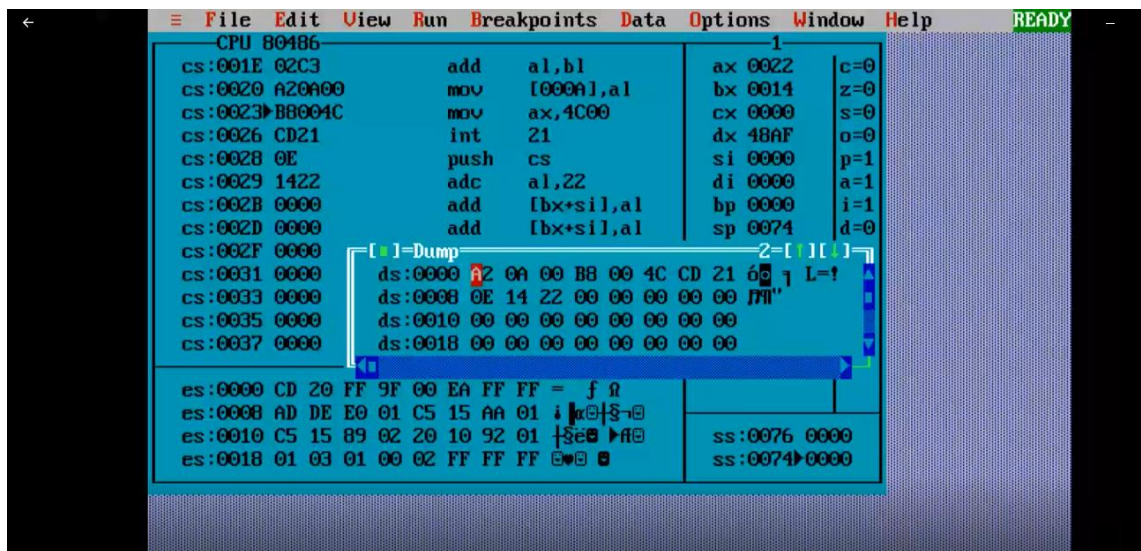 ≡ File Edit View Run Breakpoints Data Options Window Help READY
CPU 80486 1
cs:001E 02C3 add al,bl ax 0022 c=0
cs:0020 A20A00 mov [000A],al bx 0014 z=0
cs:0023▶B8004C mov ax,4C00 cx 0000 s=0
cs:0026 CD21 int 21 dx 48AF o=0
cs:0028 0E push cs si 0000 p=1
cs:0029 1422 adc al,22 di 0000 a=1
cs:002B 0000 add [bx+si],al bp 0000 i=1
cs:002D 0000 add [bx+si],al sp 0074 d=0
cs:002F 0000 [■]=Dump 2=[↑][↓]
cs:0031 0000 ds:0000 A2 0A 00 B8 00 4C CD 21 ó◙ ╕ L=!
cs:0033 0000 ds:0008 0E 14 22 00 00 00 00 00 ♫¶"
cs:0035 0000 ds:0010 00 00 00 00 00 00 00 00
cs:0037 0000 ds:0018 00 00 00 00 00 00 00 00
es:0000 CD 20 FF 9F 00 EA FF FF = ƒ Ω
es:0008 AD DE E0 01 C5 15 AA 01 ¡▐α☺┼§¬☺
es:0010 C5 15 89 02 20 10 92 01 ┼§ë☻ ►Æ☺ ss:0076 0000
es:0018 01 03 01 00 02 FF FF FF ☺♥☺ ☻ ss:0074▶0000